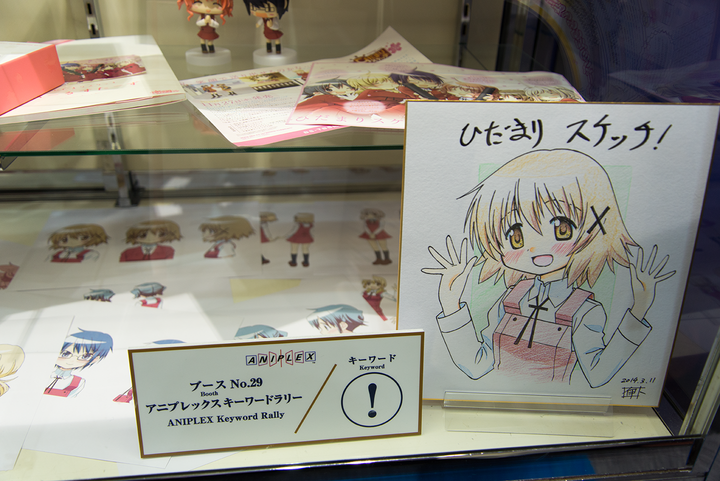 ひだまり スケッチ！
2014.3.11
ANIPLEX
ブース No.29
Booth
アニプレックスキーワードラリー
ANIPLEX Keyword Rally
キーワード
Keyword
!